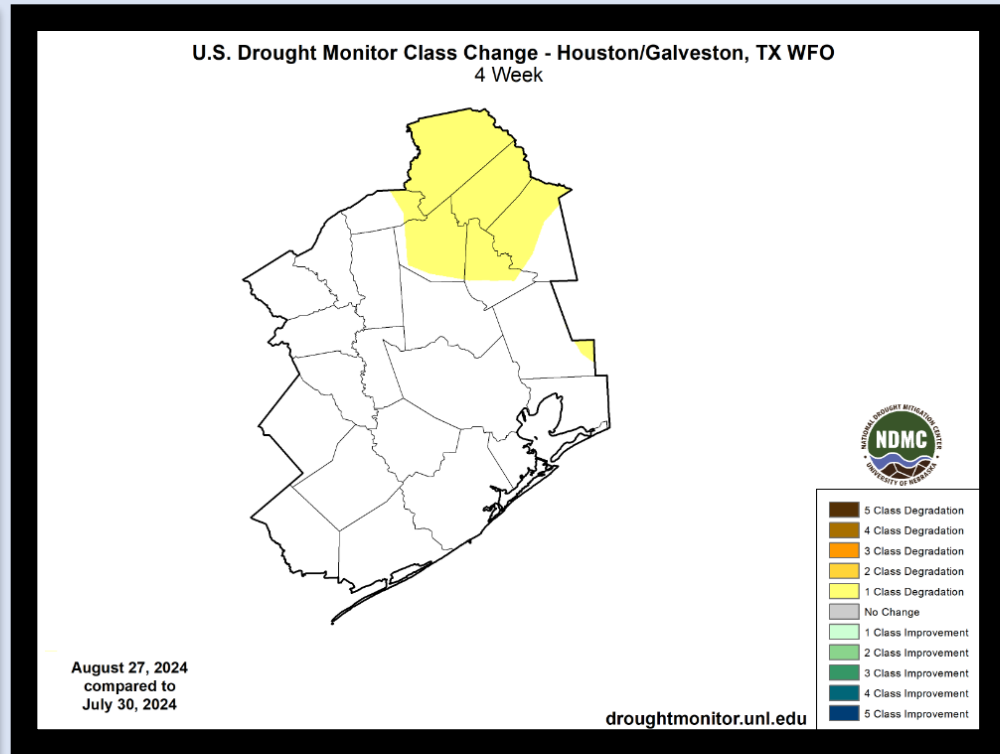 U.S. Drought Monitor Class Change - Houston/Galveston, TX WFO
4 Week
NATIONAL DROUGHT MITIGATION CENTER
NDMC
UNIVERSITY OF NEBRASKA
5 Class Degradation
4 Class Degradation
3 Class Degradation
2 Class Degradation
1 Class Degradation
No Change
1 Class Improvement
2 Class Improvement
3 Class Improvement
4 Class Improvement
5 Class Improvement
August 27, 2024
compared to
July 30, 2024
droughtmonitor.unl.edu